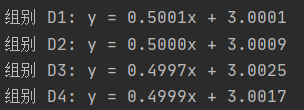 组别 D1: y = 0.5001x + 3.0001
组别 D2: y = 0.5000x + 3.0009
组别 D3: y = 0.4997x + 3.0025
组别 D4: y = 0.4999x + 3.0017